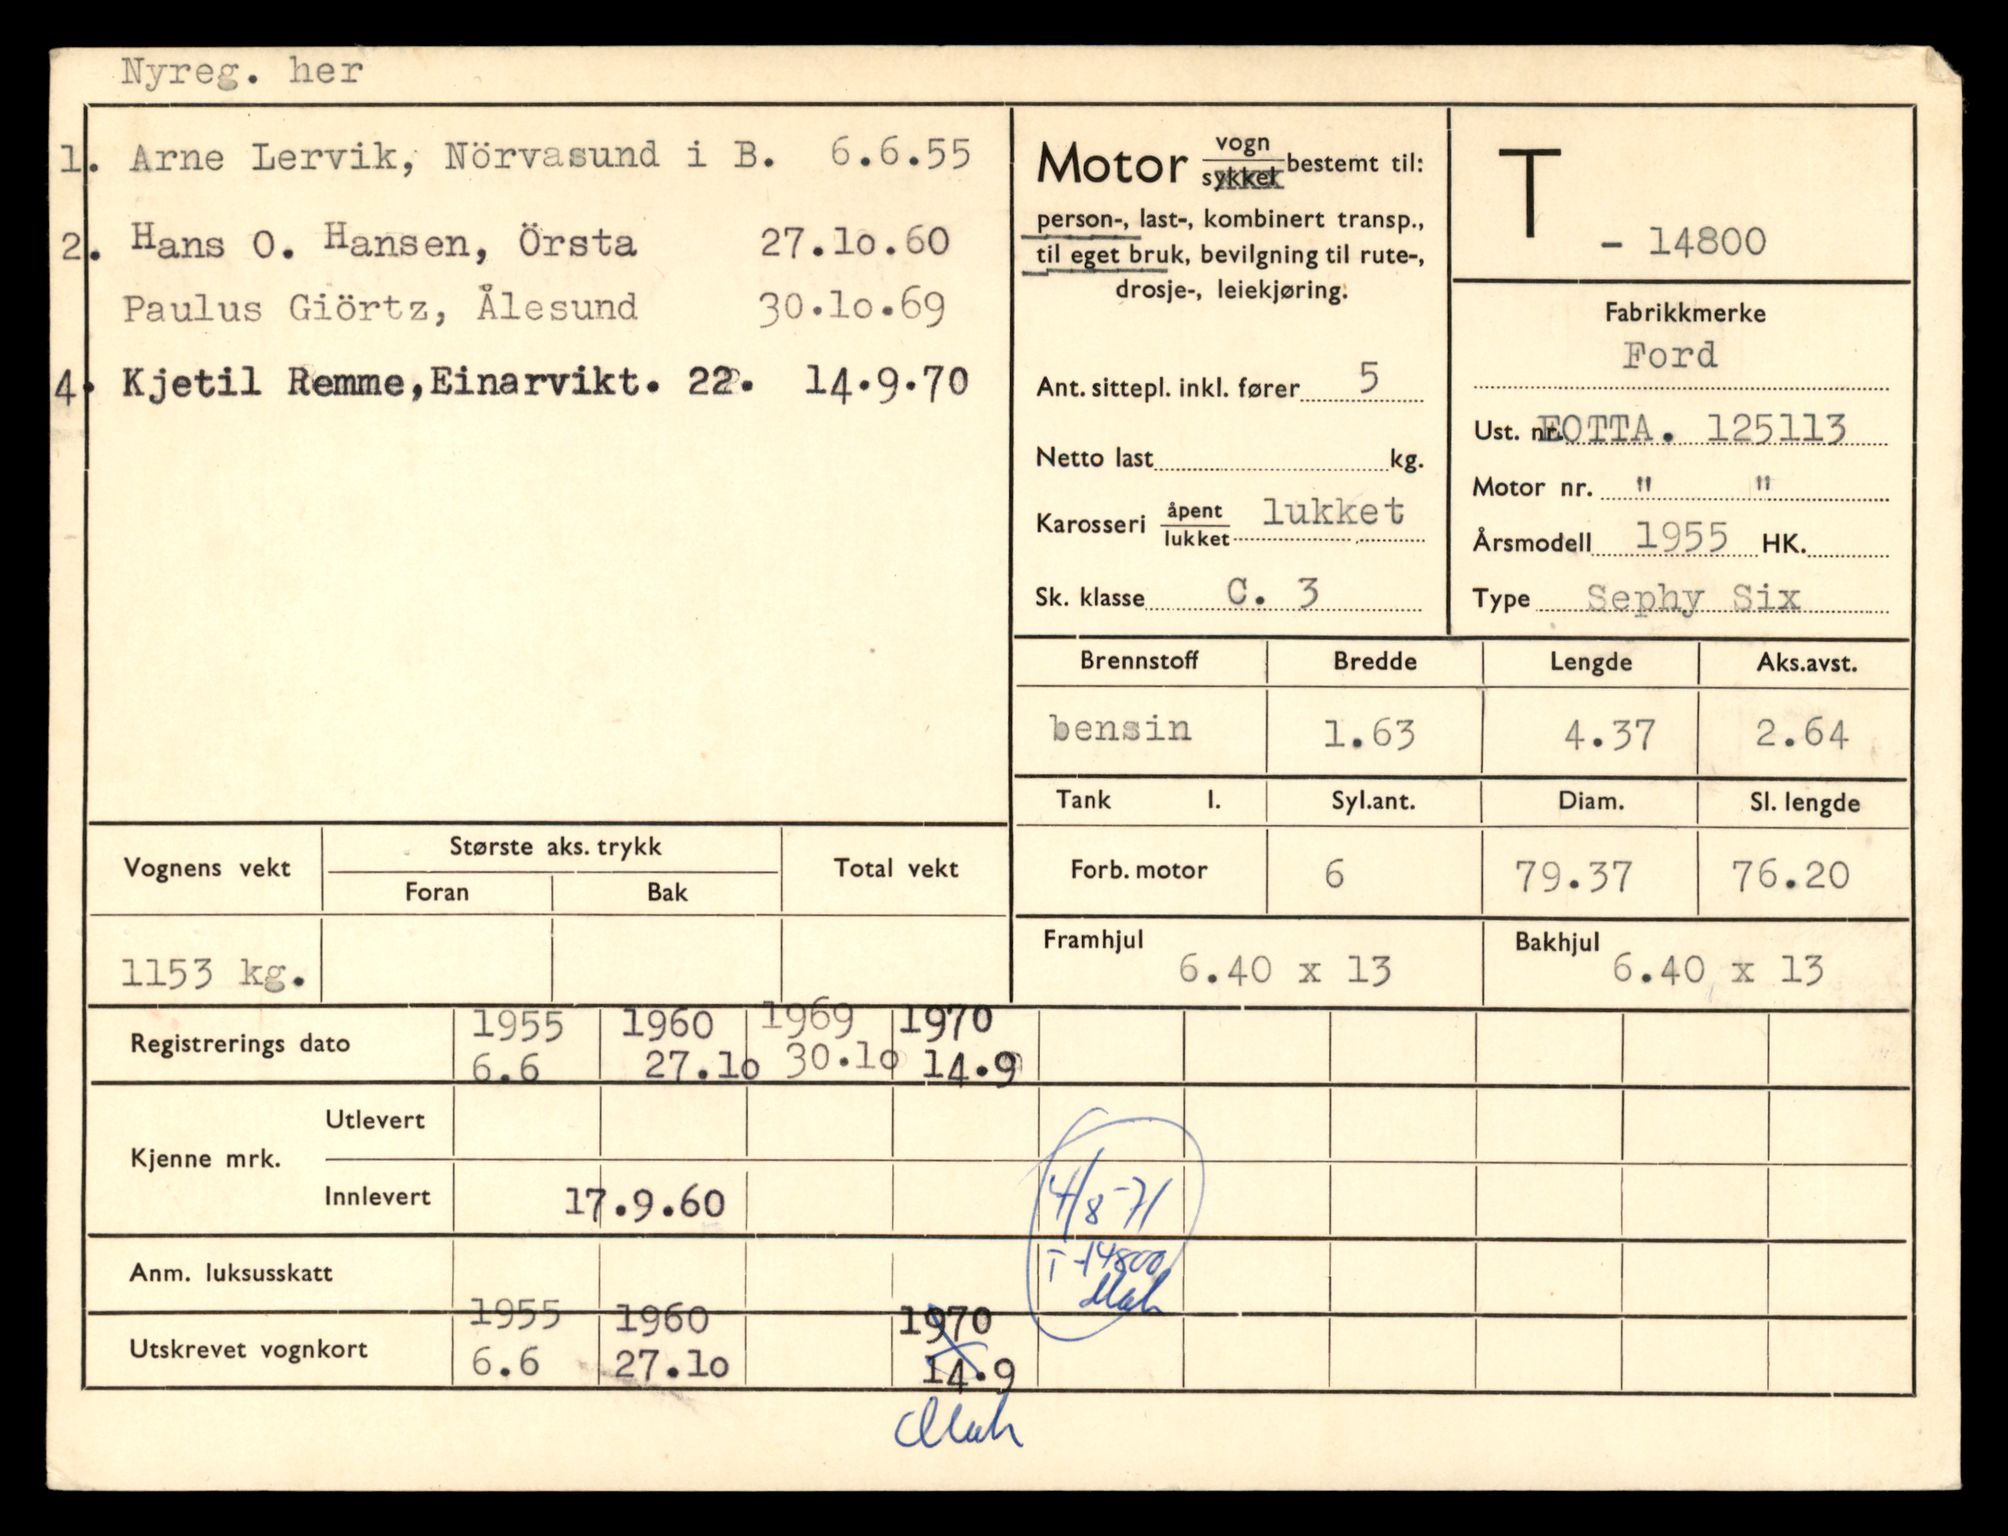 Nyreg. her
1. Arne Lervik, Nörvasund i B. 6.6.55
2. Hans O. Hansen, Örsta 27.10.60
Paulus Giörtz, Ålesund 30.10.69
4. Kjetil Remme, Einarvikt. 22. 14.9.70
Motor vogn sykkel bestemt til:
person-, last-, kombinert transp.,
til eget bruk, bevilgning til rute-,
drosje-, leiekjøring.
Ant. sittepl. inkl. fører 5
Netto last kg.
Karosseri åpent lukket lukket
Sk. klasse C. 3
T - 14800
Fabrikkmerke
Ford
Ust. nr. EOTTA. 125113
Motor nr. " "
Årsmodell 1955 HK.
Type Sephy Six
Brennstoff Bredde Lengde Aks.avst.
bensin 1.63 4.37 2.64
Tank l. Syl.ant. Diam. Sl. lengde
Forb. motor 6 79.37 76.20
Framhjul 6.40 x 13 Bakhjul 6.40 x 13
Vognens vekt Største aks. trykk Total vekt
Foran Bak
1153 kg.
Registrerings dato 1955 1960 1969 1970
6.6 27.10 30.10 14.9
Kjenne mrk. Utlevert
Innlevert 17.9.60
4/8-71
T-14800
Anm. luksusskatt
Utskrevet vognkort 1955 1960 1970
6.6 27.10 14.9